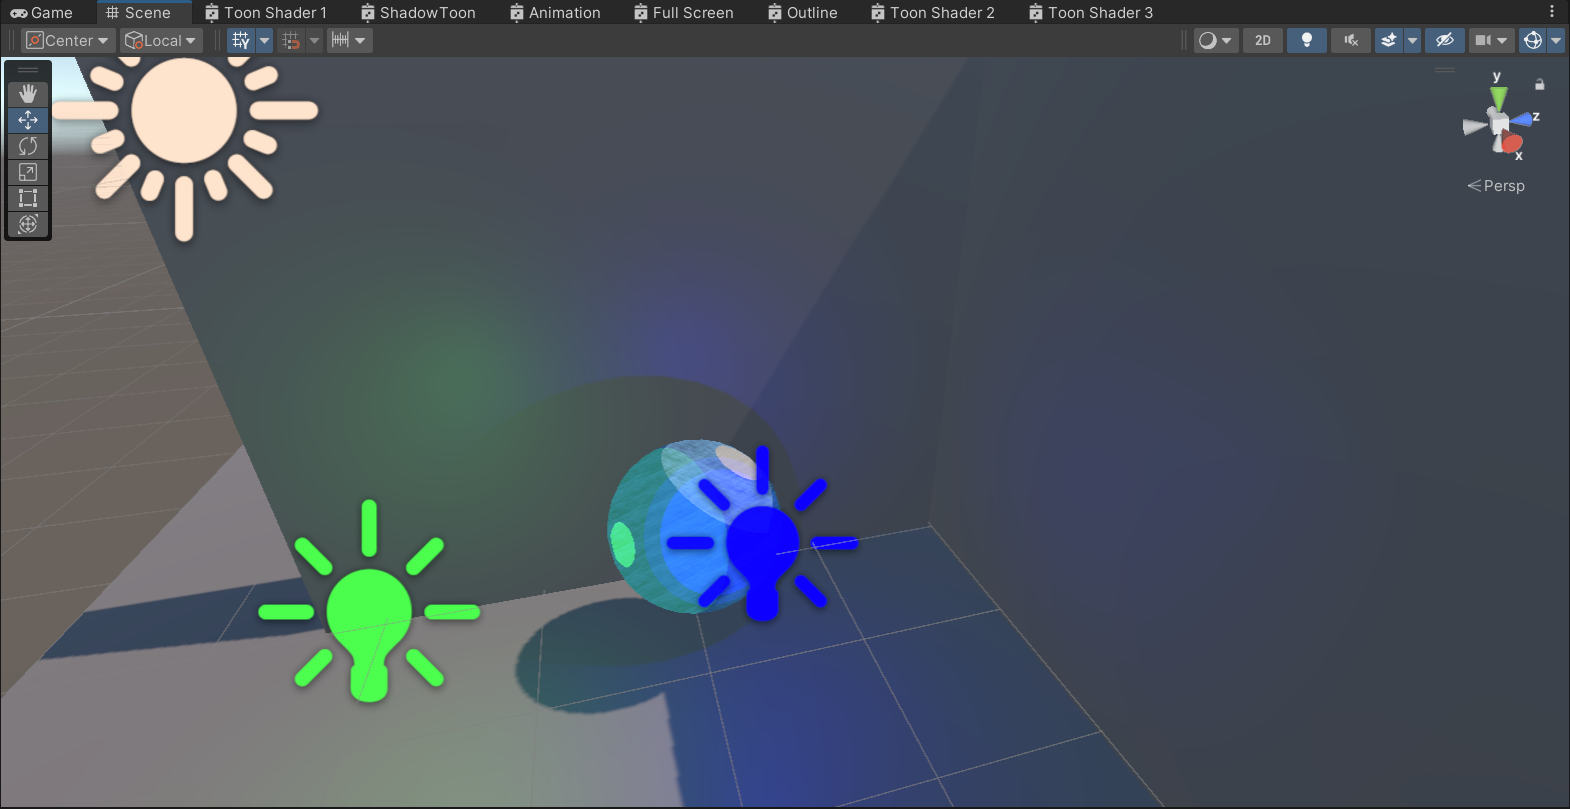 Game Scene Toon Shader 1 ShadowToon Animation Full Screen Outline Toon Shader 2 Toon Shader 3
Center Local Y 2D
y
z
x
Persp